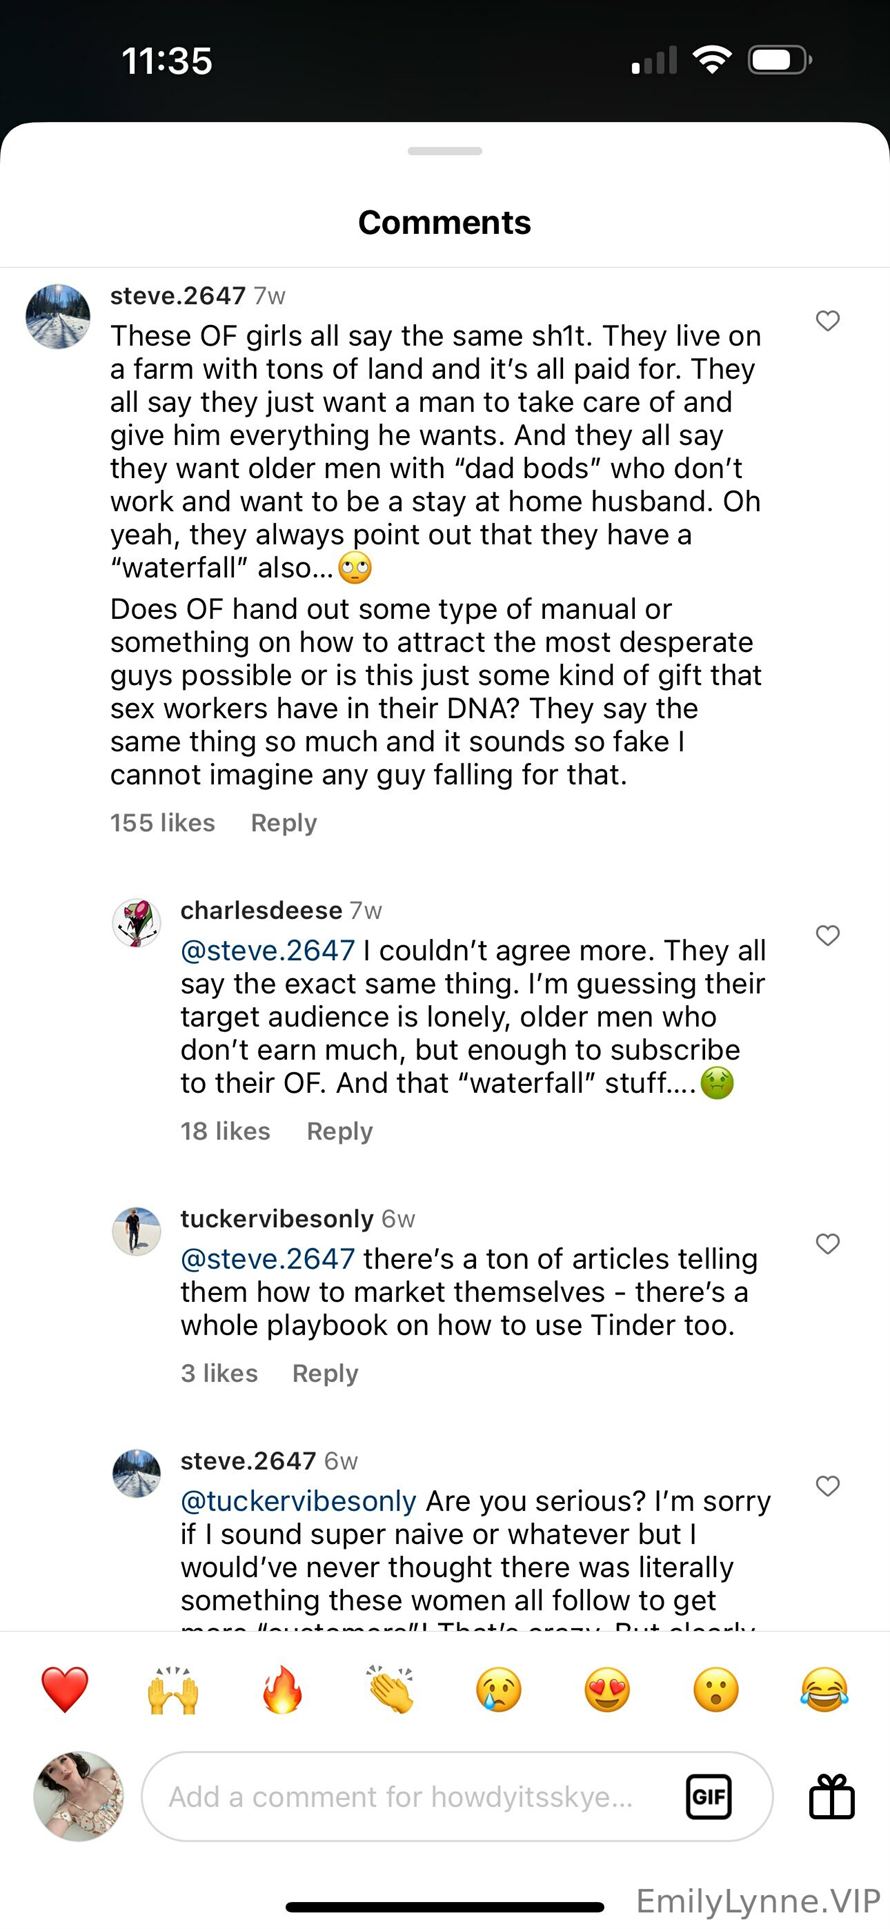 11:35
Comments
steve.2647 7w
These OF girls all say the same sh1t. They live on
a farm with tons of land and it’s all paid for. They
all say they just want a man to take care of and
give him everything he wants. And they all say
they want older men with “dad bods” who don’t
work and want to be a stay at home husband. Oh
yeah, they always point out that they have a
“waterfall” also...🙄
Does OF hand out some type of manual or
something on how to attract the most desperate
guys possible or is this just some kind of gift that
sex workers have in their DNA? They say the
same thing so much and it sounds so fake I
cannot imagine any guy falling for that.
155 likes Reply
charlesdeese 7w
@steve.2647 I couldn’t agree more. They all
say the exact same thing. I’m guessing their
target audience is lonely, older men who
don’t earn much, but enough to subscribe
to their OF. And that “waterfall” stuff....🤢
18 likes Reply
tuckervibesonly 6w
@steve.2647 there’s a ton of articles telling
them how to market themselves - there’s a
whole playbook on how to use Tinder too.
3 likes Reply
steve.2647 6w
@tuckervibesonly Are you serious? I’m sorry
if I sound super naive or whatever but I
would’ve never thought there was literally
something these women all follow to get
more “customers”! That’s crazy. But clearly
Add a comment for howdyitsskye...
GIF
EmilyLynne.VIP